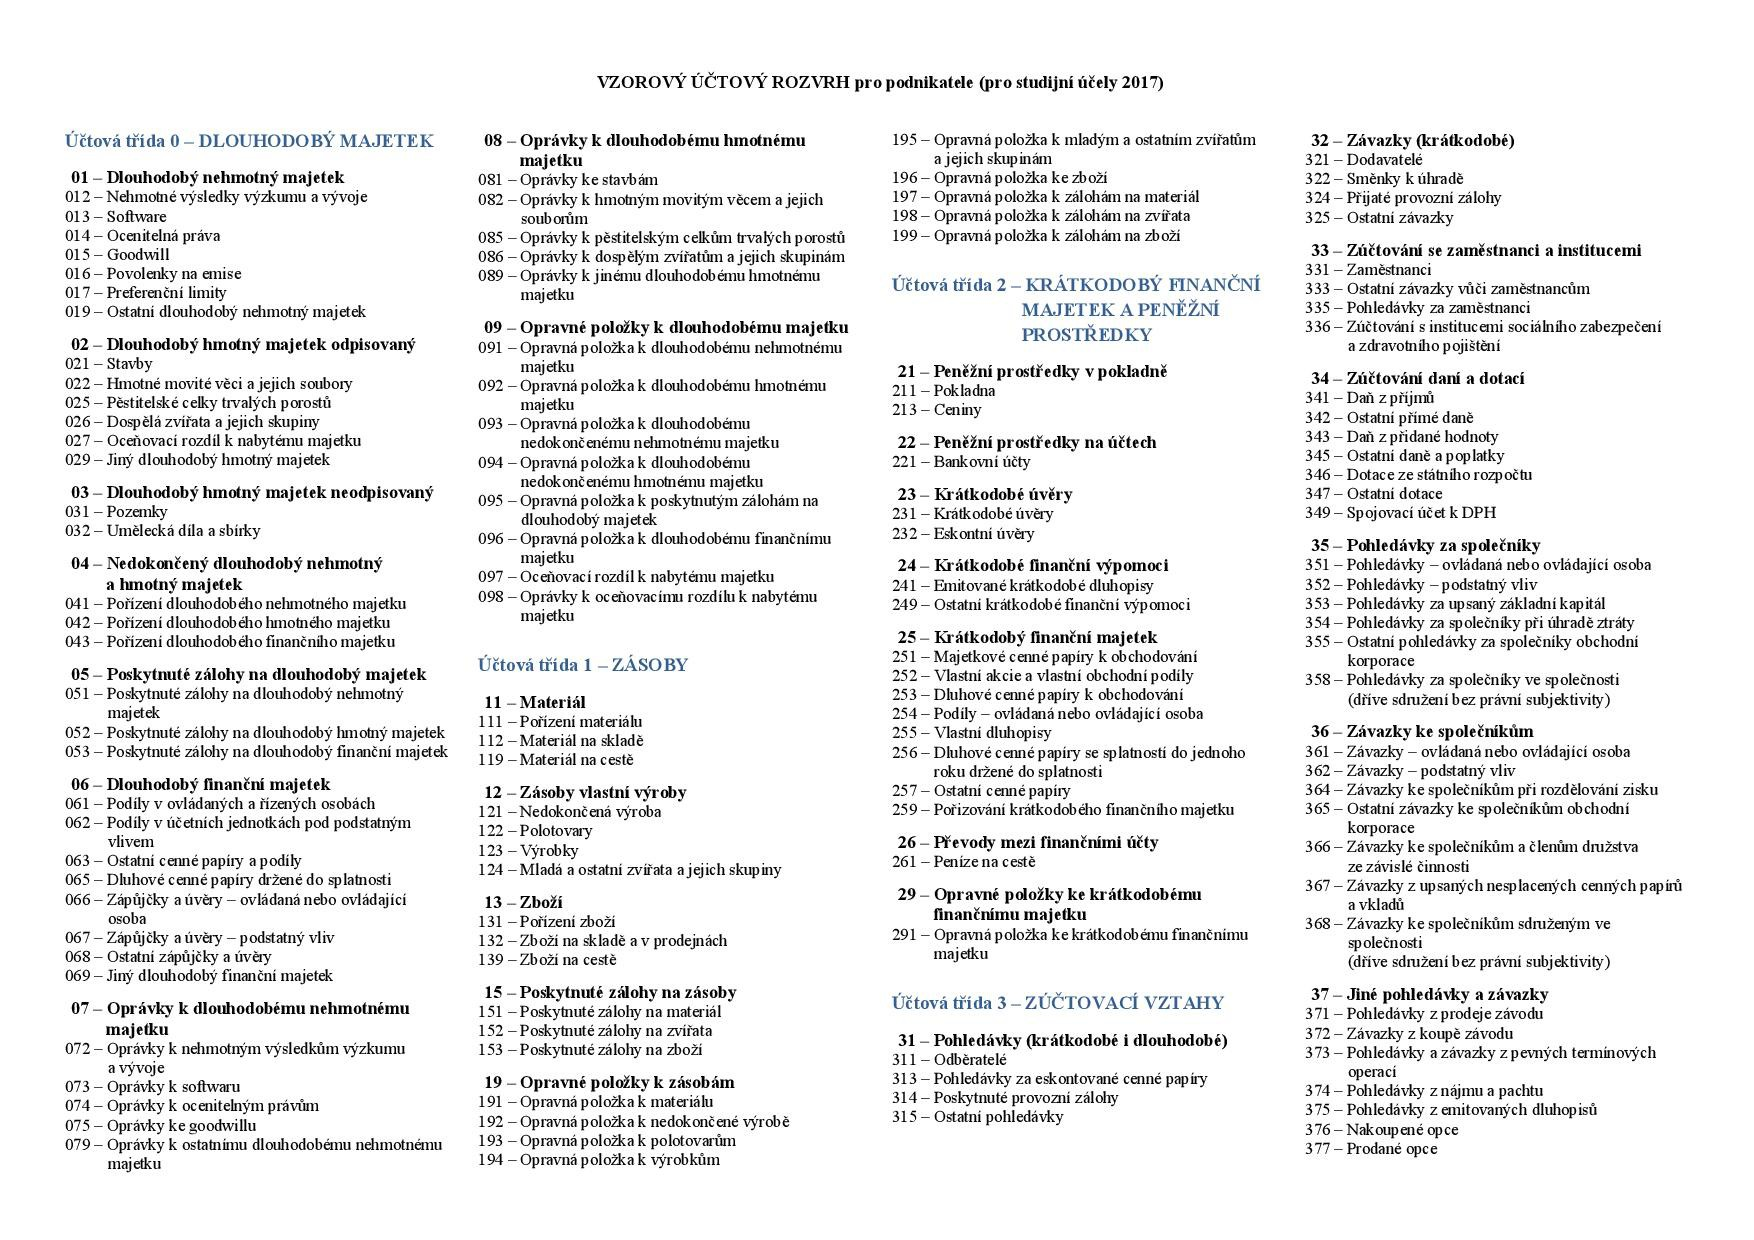 VZOROVÝ ÚČTOVÝ ROZVRH pro podnikatele (pro studijní účely 2017)
Účtová třída 0 – DLOUHODOBÝ MAJETEK
01 – Dlouhodobý nehmotný majetek
012 – Nehmotné výsledky výzkumu a vývoje
013 – Software
014 – Ocenitelná práva
015 – Goodwill
016 – Povolenky na emise
017 – Preferenční limity
019 – Ostatní dlouhodobý nehmotný majetek
02 – Dlouhodobý hmotný majetek odpisovaný
021 – Stavby
022 – Hmotné movité věci a jejich soubory
025 – Pěstitelské celky trvalých porostů
026 – Dospělá zvířata a jejich skupiny
027 – Oceňovací rozdíl k nabytému majetku
029 – Jiný dlouhodobý hmotný majetek
03 – Dlouhodobý hmotný majetek neodpisovaný
031 – Pozemky
032 – Umělecká díla a sbírky
04 – Nedokončený dlouhodobý nehmotný
a hmotný majetek
041 – Pořízení dlouhodobého nehmotného majetku
042 – Pořízení dlouhodobého hmotného majetku
043 – Pořízení dlouhodobého finančního majetku
05 – Poskytnuté zálohy na dlouhodobý majetek
051 – Poskytnuté zálohy na dlouhodobý nehmotný
majetek
052 – Poskytnuté zálohy na dlouhodobý hmotný majetek
053 – Poskytnuté zálohy na dlouhodobý finanční majetek
06 – Dlouhodobý finanční majetek
061 – Podíly v ovládaných a řízených osobách
062 – Podíly v účetních jednotkách pod podstatným
vlivem
063 – Ostatní cenné papíry a podíly
065 – Dluhové cenné papíry držené do splatnosti
066 – Zápůjčky a úvěry – ovládaná nebo ovládající
osoba
067 – Zápůjčky a úvěry – podstatný vliv
068 – Ostatní zápůjčky a úvěry
069 – Jiný dlouhodobý finanční majetek
07 – Oprávky k dlouhodobému nehmotnému
majetku
072 – Oprávky k nehmotným výsledkům výzkumu
a vývoje
073 – Oprávky k softwaru
074 – Oprávky k ocenitelným právům
075 – Oprávky ke goodwillu
079 – Oprávky k ostatnímu dlouhodobému nehmotnému
majetku
08 – Oprávky k dlouhodobému hmotnému
majetku
081 – Oprávky ke stavbám
082 – Oprávky k hmotným movitým věcem a jejich
souborům
085 – Oprávky k pěstitelským celkům trvalých porostů
086 – Oprávky k dospělým zvířatům a jejich skupinám
089 – Oprávky k jinému dlouhodobému hmotnému
majetku
09 – Opravné položky k dlouhodobému majetku
091 – Opravná položka k dlouhodobému nehmotnému
majetku
092 – Opravná položka k dlouhodobému hmotnému
majetku
093 – Opravná položka k dlouhodobému
nedokončenému nehmotnému majetku
094 – Opravná položka k dlouhodobému
nedokončenému hmotnému majetku
095 – Opravná položka k poskytnutým zálohám na
dlouhodobý majetek
096 – Opravná položka k dlouhodobému finančnímu
majetku
097 – Oceňovací rozdíl k nabytému majetku
098 – Oprávky k oceňovacímu rozdílu k nabytému
majetku
Účtová třída 1 – ZÁSOBY
11 – Materiál
111 – Pořízení materiálu
112 – Materiál na skladě
119 – Materiál na cestě
12 – Zásoby vlastní výroby
121 – Nedokončená výroba
122 – Polotovary
123 – Výrobky
124 – Mladá a ostatní zvířata a jejich skupiny
13 – Zboží
131 – Pořízení zboží
132 – Zboží na skladě a v prodejnách
139 – Zboží na cestě
15 – Poskytnuté zálohy na zásoby
151 – Poskytnuté zálohy na materiál
152 – Poskytnuté zálohy na zvířata
153 – Poskytnuté zálohy na zboží
19 – Opravné položky k zásobám
191 – Opravná položka k materiálu
192 – Opravná položka k nedokončené výrobě
193 – Opravná položka k polotovarům
194 – Opravná položka k výrobkům
195 – Opravná položka k mladým a ostatním zvířatům
a jejich skupinám
196 – Opravná položka ke zboží
197 – Opravná položka k zálohám na materiál
198 – Opravná položka k zálohám na zvířata
199 – Opravná položka k zálohám na zboží
Účtová třída 2 – KRÁTKODOBÝ FINANČNÍ
MAJETEK A PENĚŽNÍ
PROSTŘEDKY
21 – Peněžní prostředky v pokladně
211 – Pokladna
213 – Ceniny
22 – Peněžní prostředky na účtech
221 – Bankovní účty
23 – Krátkodobé úvěry
231 – Krátkodobé úvěry
232 – Eskontní úvěry
24 – Krátkodobé finanční výpomoci
241 – Emitované krátkodobé dluhopisy
249 – Ostatní krátkodobé finanční výpomoci
25 – Krátkodobý finanční majetek
251 – Majetkové cenné papíry k obchodování
252 – Vlastní akcie a vlastní obchodní podíly
253 – Dluhové cenné papíry k obchodování
254 – Podíly – ovládaná nebo ovládající osoba
255 – Vlastní dluhopisy
256 – Dluhové cenné papíry se splatností do jednoho
roku držené do splatnosti
257 – Ostatní cenné papíry
259 – Pořizování krátkodobého finančního majetku
26 – Převody mezi finančními účty
261 – Peníze na cestě
29 – Opravné položky ke krátkodobému
finančnímu majetku
291 – Opravná položka ke krátkodobému finančnímu
majetku
Účtová třída 3 – ZÚČTOVACÍ VZTAHY
31 – Pohledávky (krátkodobé i dlouhodobé)
311 – Odběratelé
313 – Pohledávky za eskontované cenné papíry
314 – Poskytnuté provozní zálohy
315 – Ostatní pohledávky
32 – Závazky (krátkodobé)
321 – Dodavatelé
322 – Směnky k úhradě
324 – Přijaté provozní zálohy
325 – Ostatní závazky
33 – Zúčtování se zaměstnanci a institucemi
331 – Zaměstnanci
333 – Ostatní závazky vůči zaměstnancům
335 – Pohledávky za zaměstnanci
336 – Zúčtování s institucemi sociálního zabezpečení
a zdravotního pojištění
34 – Zúčtování daní a dotací
341 – Daň z příjmů
342 – Ostatní přímé daně
343 – Daň z přidané hodnoty
345 – Ostatní daně a poplatky
346 – Dotace ze státního rozpočtu
347 – Ostatní dotace
349 – Spojovací účet k DPH
35 – Pohledávky za společníky
351 – Pohledávky – ovládaná nebo ovládající osoba
352 – Pohledávky – podstatný vliv
353 – Pohledávky za upsaný základní kapitál
354 – Pohledávky za společníky při úhradě ztráty
355 – Ostatní pohledávky za společníky obchodní
korporace
358 – Pohledávky za společníky ve společnosti
(dříve sdružení bez právní subjektivity)
36 – Závazky ke společníkům
361 – Závazky – ovládaná nebo ovládající osoba
362 – Závazky – podstatný vliv
364 – Závazky ke společníkům při rozdělování zisku
365 – Ostatní závazky ke společníkům obchodní
korporace
366 – Závazky ke společníkům a členům družstva
ze závislé činnosti
367 – Závazky z upsaných nesplacených cenných papírů
a vkladů
368 – Závazky ke společníkům sdruženým ve
společnosti
(dříve sdružení bez právní subjektivity)
37 – Jiné pohledávky a závazky
371 – Pohledávky z prodeje závodu
372 – Závazky z koupě závodu
373 – Pohledávky a závazky z pevných termínových
operací
374 – Pohledávky z nájmu a pachtu
375 – Pohledávky z emitovaných dluhopisů
376 – Nakoupené opce
377 – Prodané opce